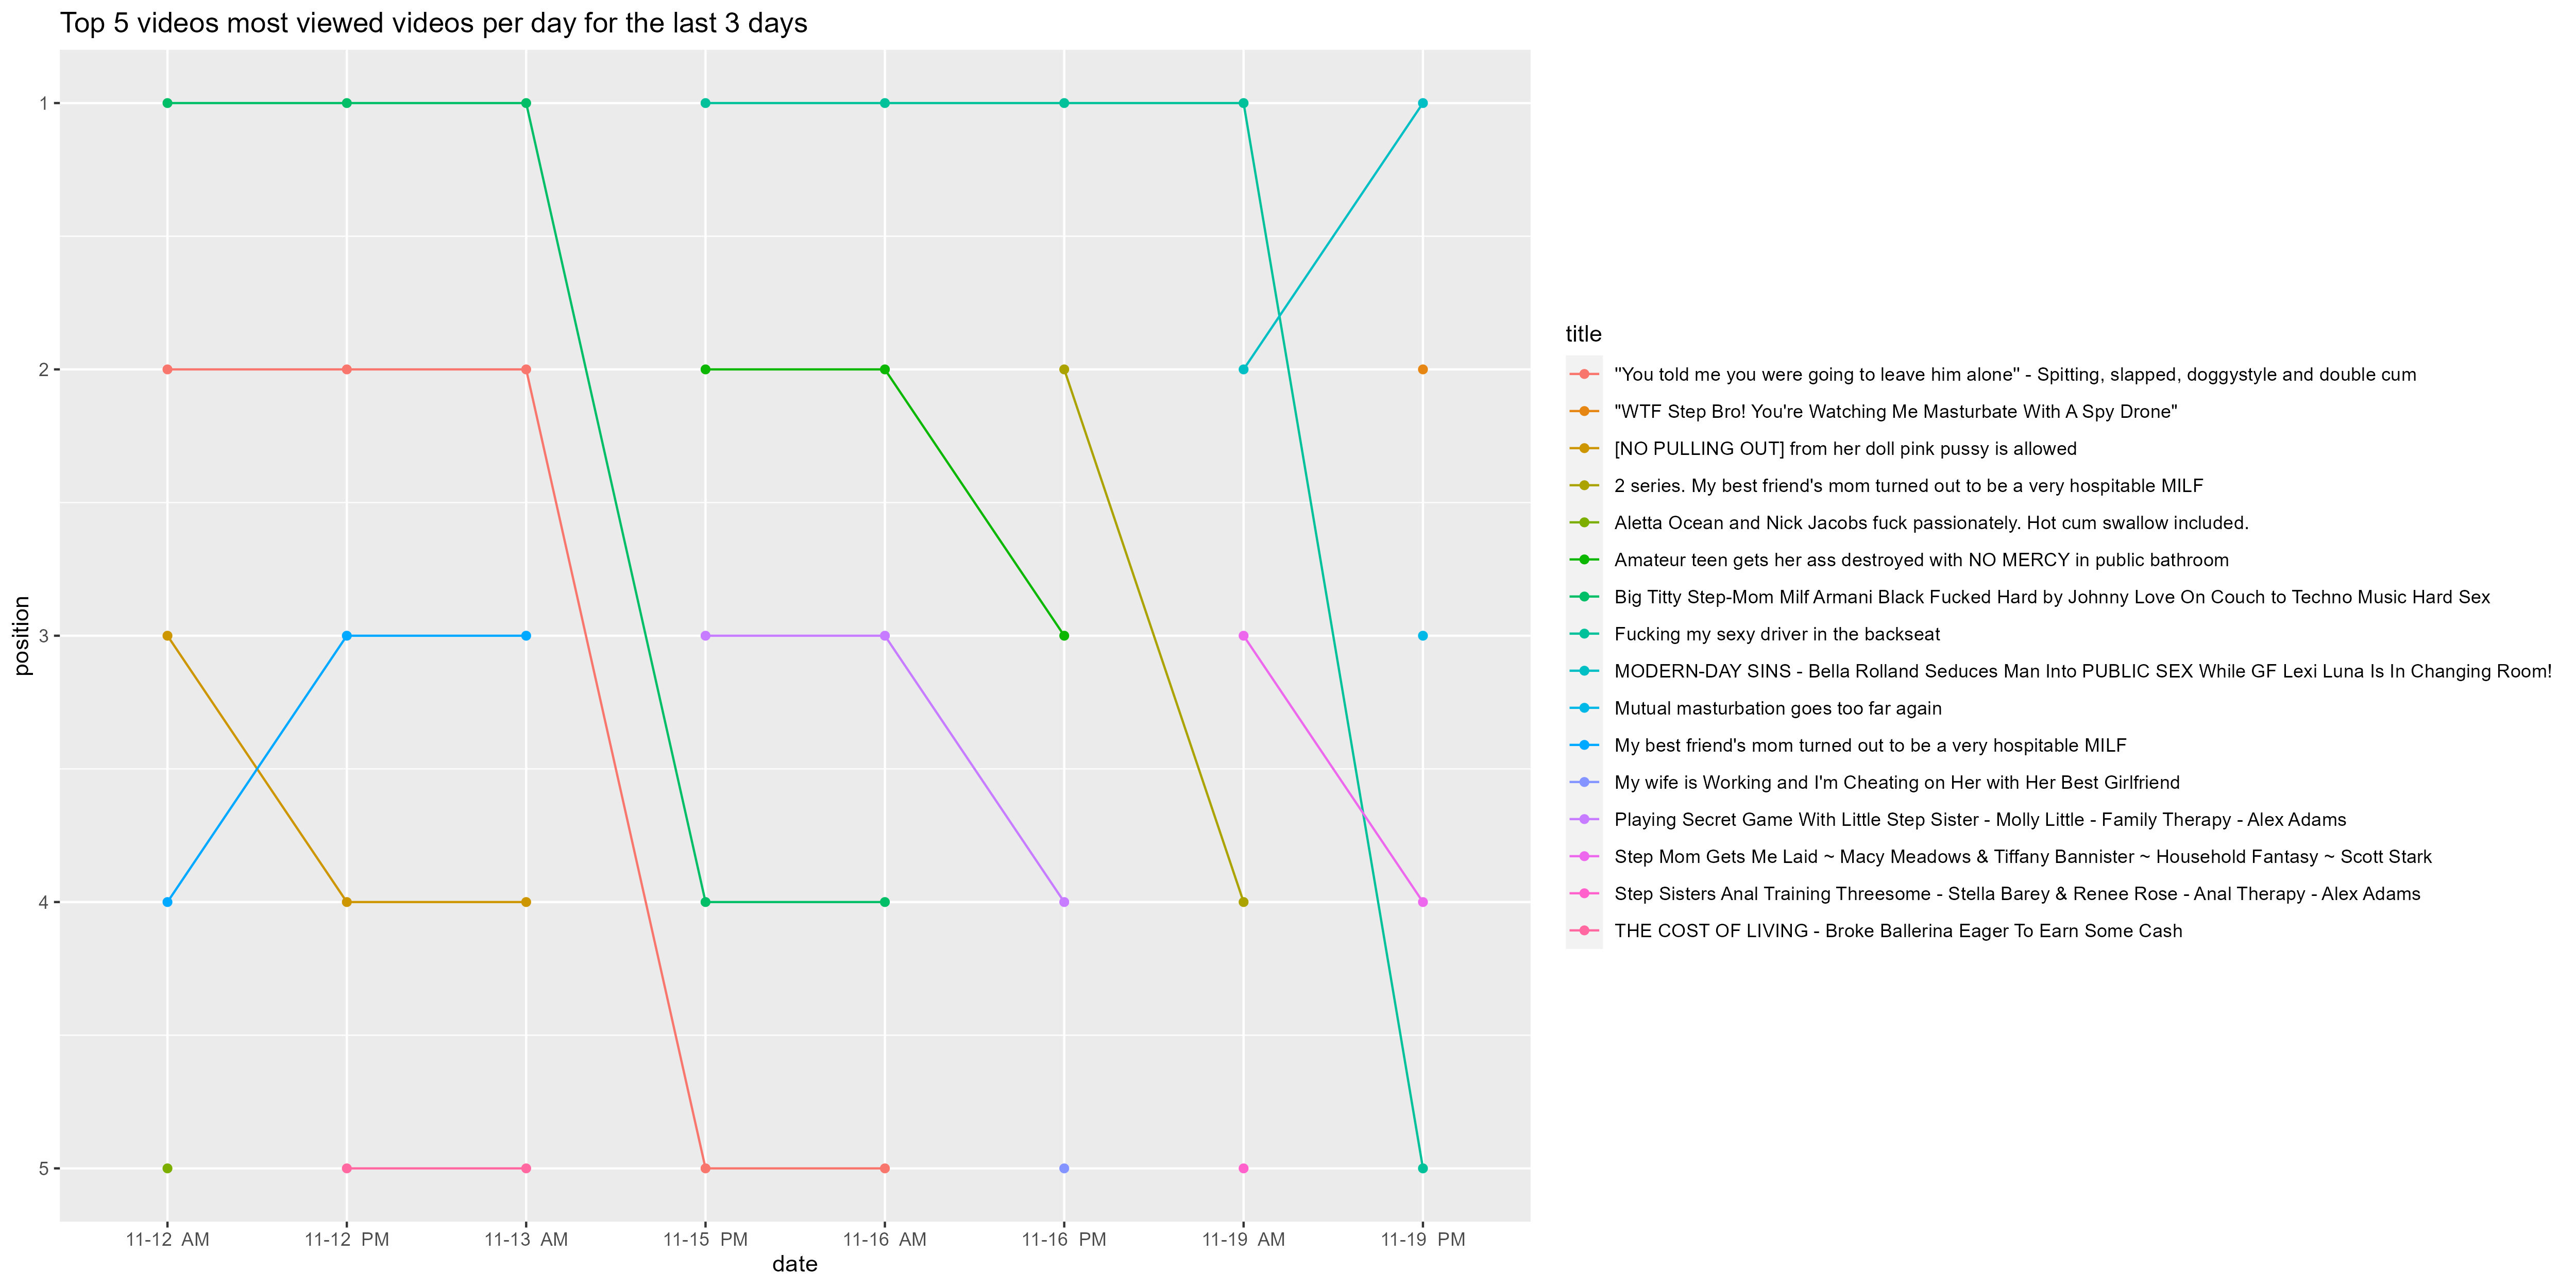 Top 5 videos most viewed videos per day for the last 3 days
1
2
3
4
5
position
11-12 AM
11-12 PM
11-13 AM
11-15 PM
11-16 AM
11-16 PM
11-19 AM
11-19 PM
date
title
"You told me you were going to leave him alone" - Spitting, slapped, doggystyle and double cum
"WTF Step Bro! You're Watching Me Masturbate With A Spy Drone"
[NO PULLING OUT] from her doll pink pussy is allowed
2 series. My best friend's mom turned out to be a very hospitable MILF
Aletta Ocean and Nick Jacobs fuck passionately. Hot cum swallow included.
Amateur teen gets her ass destroyed with NO MERCY in public bathroom
Big Titty Step-Mom Milf Armani Black Fucked Hard by Johnny Love On Couch to Techno Music Hard Sex
Fucking my sexy driver in the backseat
MODERN-DAY SINS - Bella Rolland Seduces Man Into PUBLIC SEX While GF Lexi Luna Is In Changing Room!
Mutual masturbation goes too far again
My best friend's mom turned out to be a very hospitable MILF
My wife is Working and I'm Cheating on Her with Her Best Girlfriend
Playing Secret Game With Little Step Sister - Molly Little - Family Therapy - Alex Adams
Step Mom Gets Me Laid ~ Macy Meadows & Tiffany Bannister ~ Household Fantasy ~ Scott Stark
Step Sisters Anal Training Threesome - Stella Barey & Renee Rose - Anal Therapy - Alex Adams
THE COST OF LIVING - Broke Ballerina Eager To Earn Some Cash